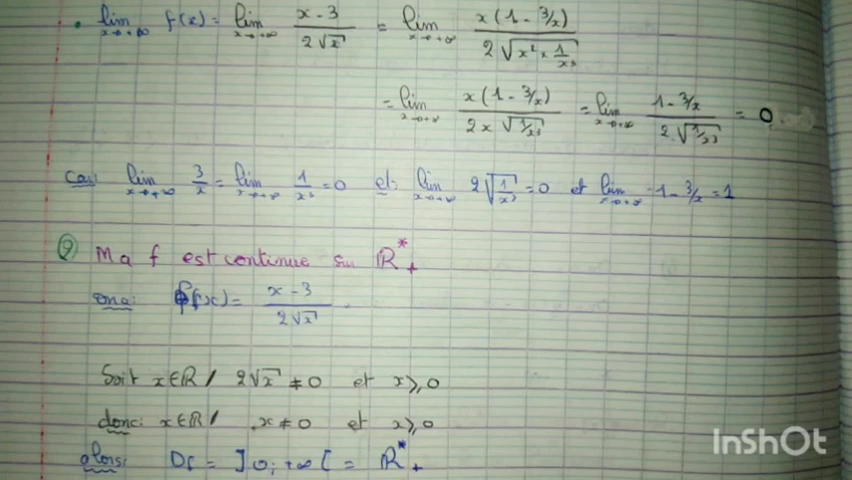 • lim x→+∞ f(x) = lim x→+∞ (x - 3)/(2√x) = lim x→+∞ x(1 - 3/x)/(2√(x² × 1/x³))
= lim x→+∞ x(1 - 3/x)/(2x√(1/x³)) = lim x→+∞ (1 - 3/x)/(2√(1/x³)) = 0
Car: lim x→+∞ 3/x = lim x→+∞ 1/x³ = 0 et: lim x→+∞ 2√(1/x³) = 0 et lim x→+∞ 1 - 3/x = 1
② Mq f est continue sur ℝ*₊
ona: f(x) = (x - 3)/(2√x)
Soit x∈ℝ / 2√x ≠ 0 et x ⩾ 0
donc: x∈ℝ / x ≠ 0 et x ⩾ 0
alors: Df = ]0; +∞[ = ℝ*₊
InShOt